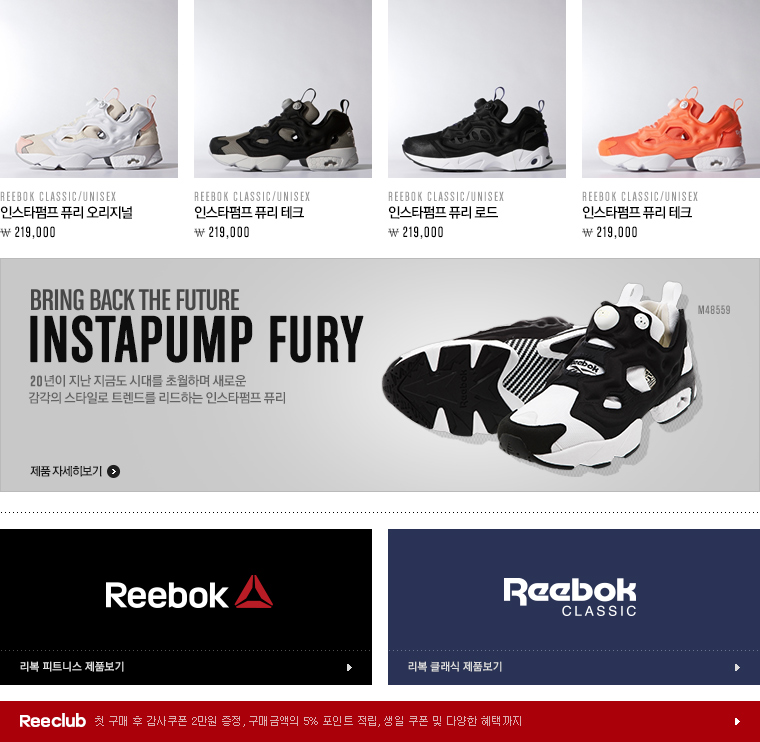 REEBOK CLASSIC/UNISEX
인스타펌프 퓨리 오리지널
₩ 219,000
REEBOK CLASSIC/UNISEX
인스타펌프 퓨리 테크
₩ 219,000
REEBOK CLASSIC/UNISEX
인스타펌프 퓨리 로드
₩ 219,000
REEBOK CLASSIC/UNISEX
인스타펌프 퓨리 테크
₩ 219,000
BRING BACK THE FUTURE
INSTAPUMP FURY
20년이 지난 지금도 시대를 초월하며 새로운
감각의 스타일로 트렌드를 리드하는 인스타펌프 퓨리
제품 자세히보기
M48559
Reebok
Reebok
리복 피트니스 제품보기
Reebok
CLASSIC
리복 클래식 제품보기
Reeclub 첫 구매 후 감사쿠폰 2만원 증정, 구매금액의 5% 포인트 적립, 생일 쿠폰 및 다양한 혜택까지